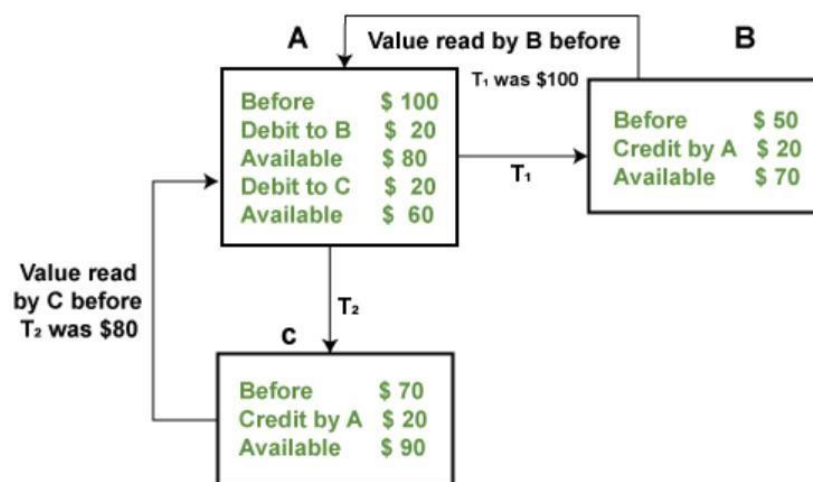 A
Value read by B before
B
T₁ was $100
Before $ 100
Debit to B $ 20
Available $ 80
Debit to C $ 20
Available $ 60
T₁
Before $ 50
Credit by A $ 20
Available $ 70
Value read
by C before
T₂ was $80
T₂
c
Before $ 70
Credit by A $ 20
Available $ 90